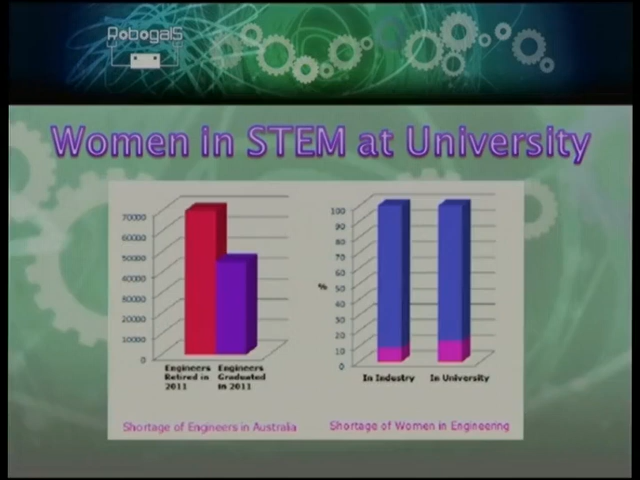 RobogalS
Women in STEM at University
70000
60000
50000
40000
30000
20000
10000
0
Engineers Retired in 2011
Engineers Graduated in 2011
Shortage of Engineers in Australia
100
90
80
70
60
50
40
30
20
10
0
%
In Industry
In University
Shortage of Women in Engineering